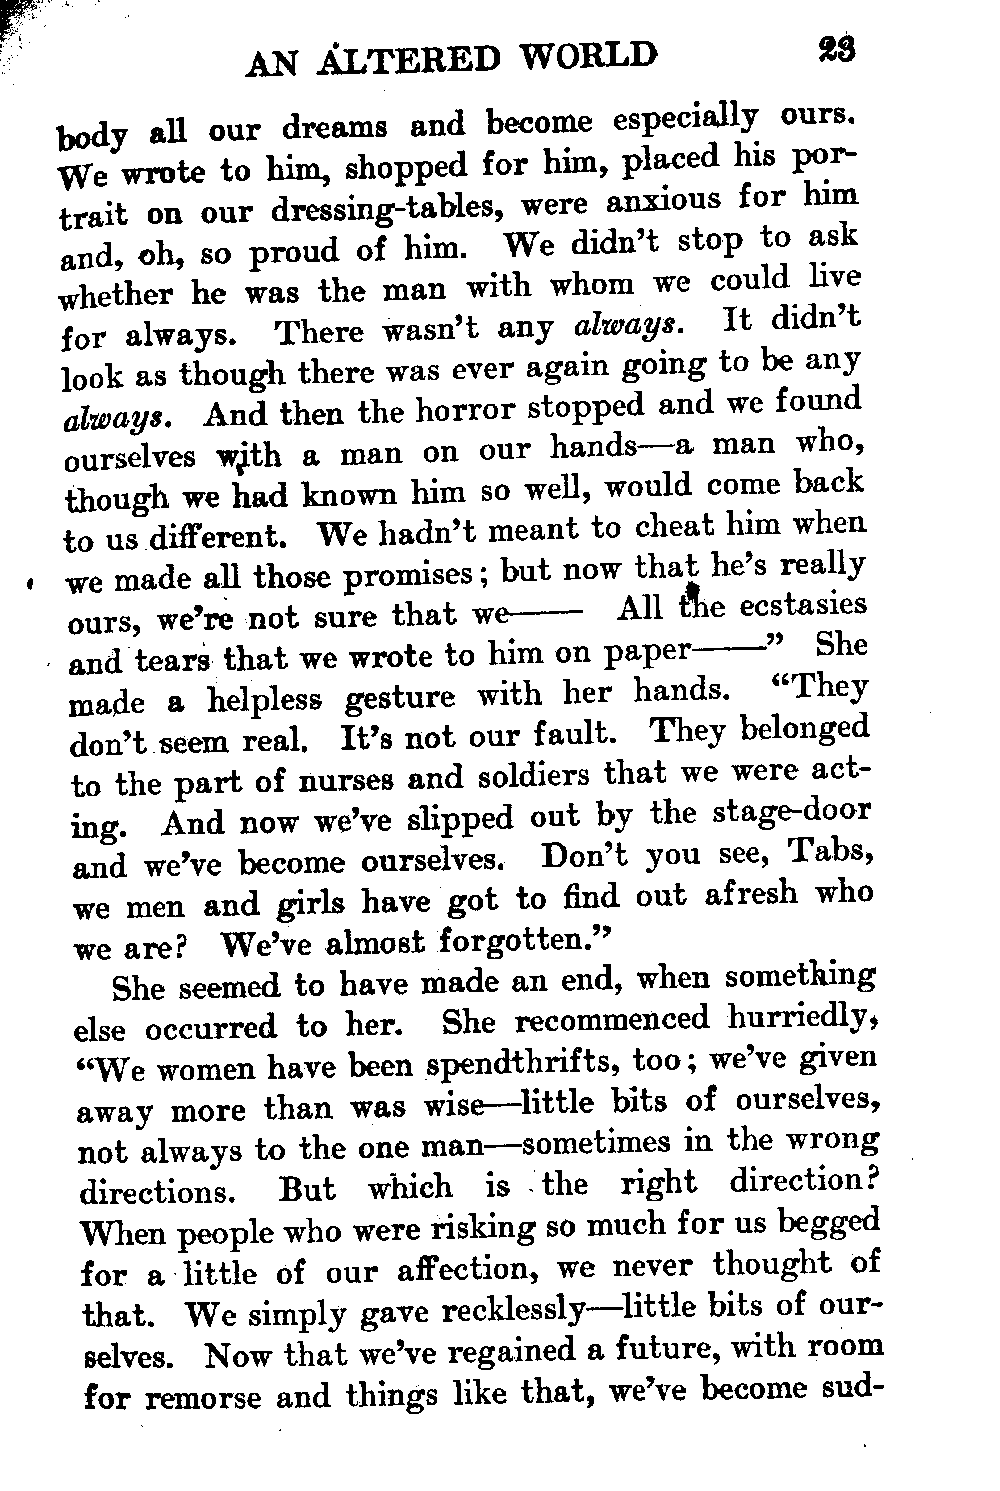 AN ALTERED WORLD 23
body all our dreams and become especially ours.
We wrote to him, shopped for him, placed his por-
trait on our dressing-tables, were anxious for him
and, oh, so proud of him. We didn't stop to ask
whether he was the man with whom we could live
for always. There wasn't any always. It didn't
look as though there was ever again going to be any
always. And then the horror stopped and we found
ourselves with a man on our hands—a man who,
though we had known him so well, would come back
to us different. We hadn't meant to cheat him when
we made all those promises; but now that he's really
ours, we're not sure that we—— All the ecstasies
and tears that we wrote to him on paper——" She
made a helpless gesture with her hands. "They
don't seem real. It's not our fault. They belonged
to the part of nurses and soldiers that we were act-
ing. And now we've slipped out by the stage-door
and we've become ourselves. Don't you see, Tabs,
we men and girls have got to find out afresh who
we are? We've almost forgotten."
She seemed to have made an end, when something
else occurred to her. She recommenced hurriedly,
"We women have been spendthrifts, too; we've given
away more than was wise—little bits of ourselves,
not always to the one man—sometimes in the wrong
directions. But which is the right direction?
When people who were risking so much for us begged
for a little of our affection, we never thought of
that. We simply gave recklessly—little bits of our-
selves. Now that we've regained a future, with room
for remorse and things like that, we've become sud-